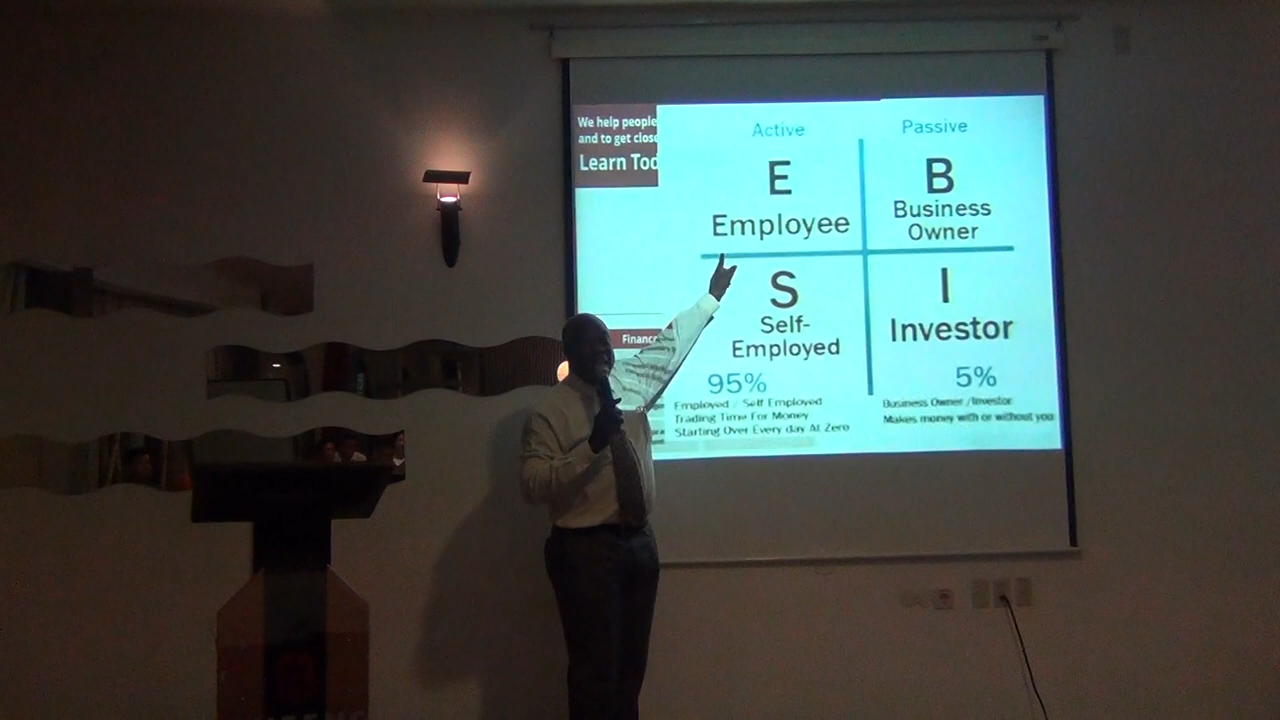 We help people
and to get close
Learn Tod
Active
Passive
E
Employee
B
Business
Owner
S
Self-
Employed
I
Investor
Finance
95%
Employed / Self Employed
Trading Time For Money
Starting Over Every day At Zero
5%
Business Owner /Investor
Makes money with or without you